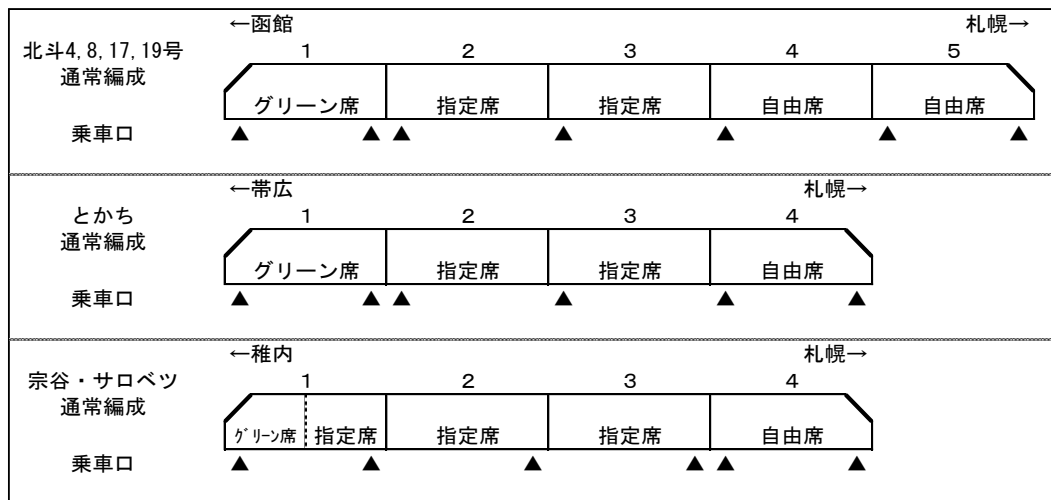 ←函館 札幌→
北斗4,8,17,19号 1 2 3 4 5
通常編成
グリーン席 指定席 指定席 自由席 自由席
乗車口 ▲ ▲ ▲ ▲ ▲ ▲ ▲
←帯広 札幌→
とかち 1 2 3 4
通常編成
グリーン席 指定席 指定席 自由席
乗車口 ▲ ▲ ▲ ▲ ▲ ▲
←稚内 札幌→
宗谷・サロベツ 1 2 3 4
通常編成
グリーン席 指定席 指定席 指定席 自由席
乗車口 ▲ ▲ ▲ ▲ ▲ ▲